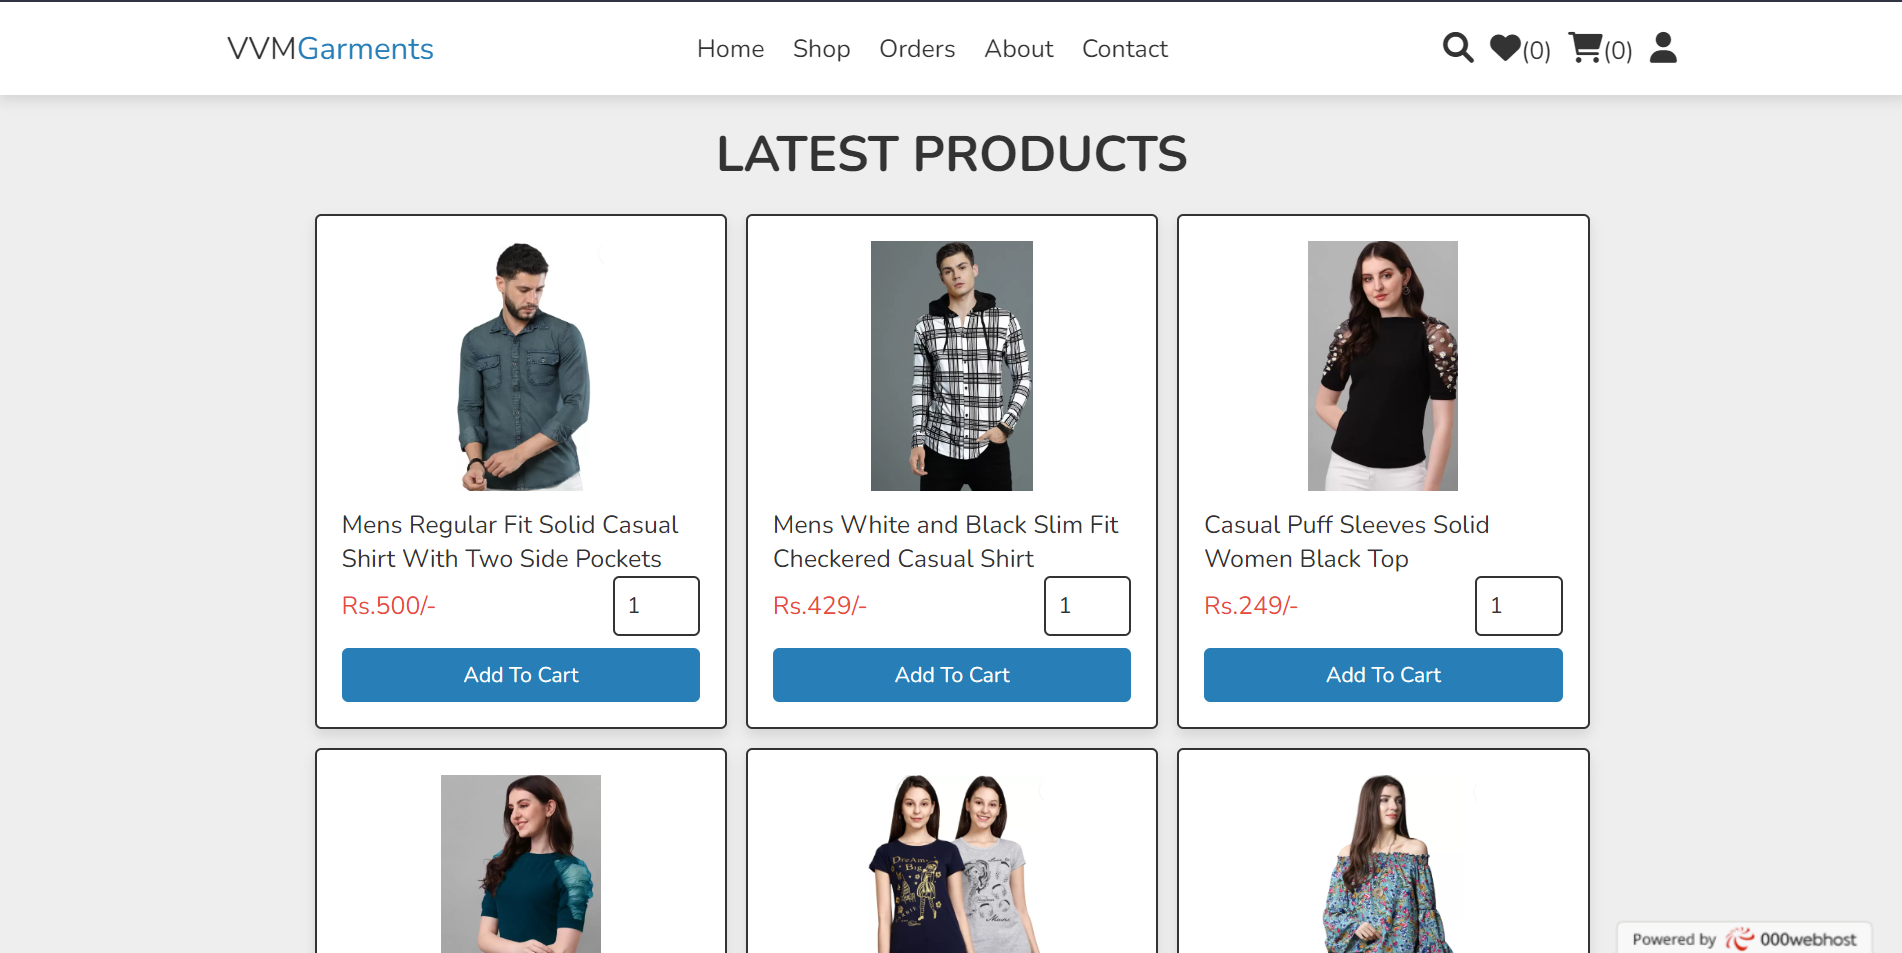 VVMGarments
Home Shop Orders About Contact
(0) (0)
LATEST PRODUCTS
Mens Regular Fit Solid Casual
Shirt With Two Side Pockets
Rs.500/-
1
Add To Cart
Mens White and Black Slim Fit
Checkered Casual Shirt
Rs.429/-
1
Add To Cart
Casual Puff Sleeves Solid
Women Black Top
Rs.249/-
1
Add To Cart
DreAm
Big
Powered by 000webhost